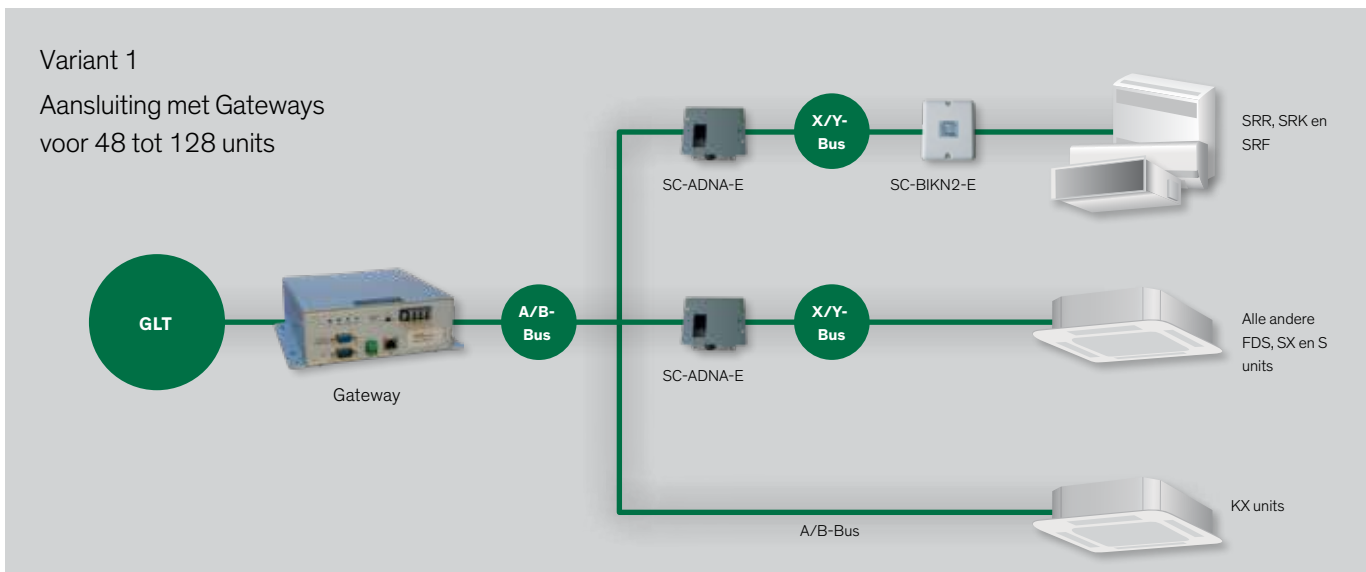 Variant 1
Aansluiting met Gateways
voor 48 tot 128 units
SC-ADNA-E
X/Y-
Bus
SC-BIKN2-E
SRR, SRK en
SRF
GLT
Gateway
A/B-
Bus
SC-ADNA-E
X/Y-
Bus
Alle andere
FDS, SX en S
units
A/B-Bus
KX units